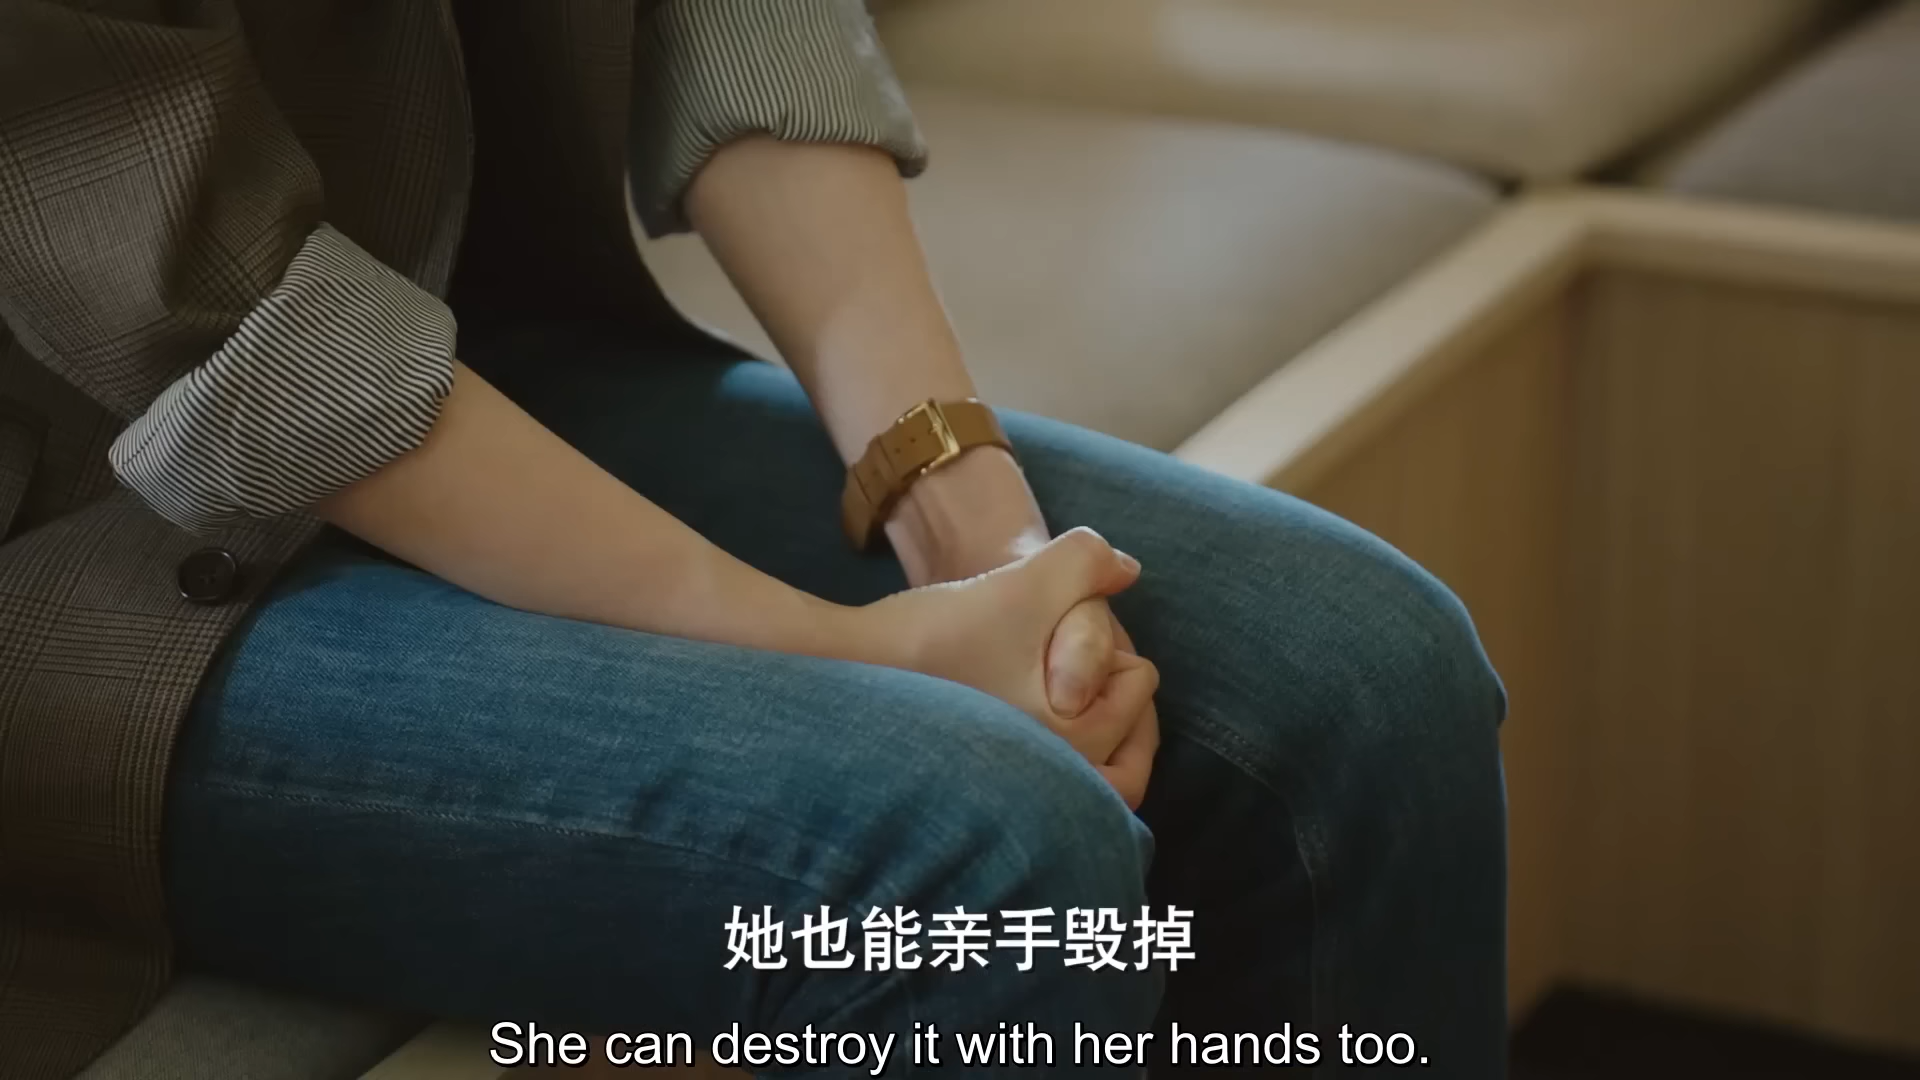 她也能亲手毁掉
She can destroy it with her hands too.